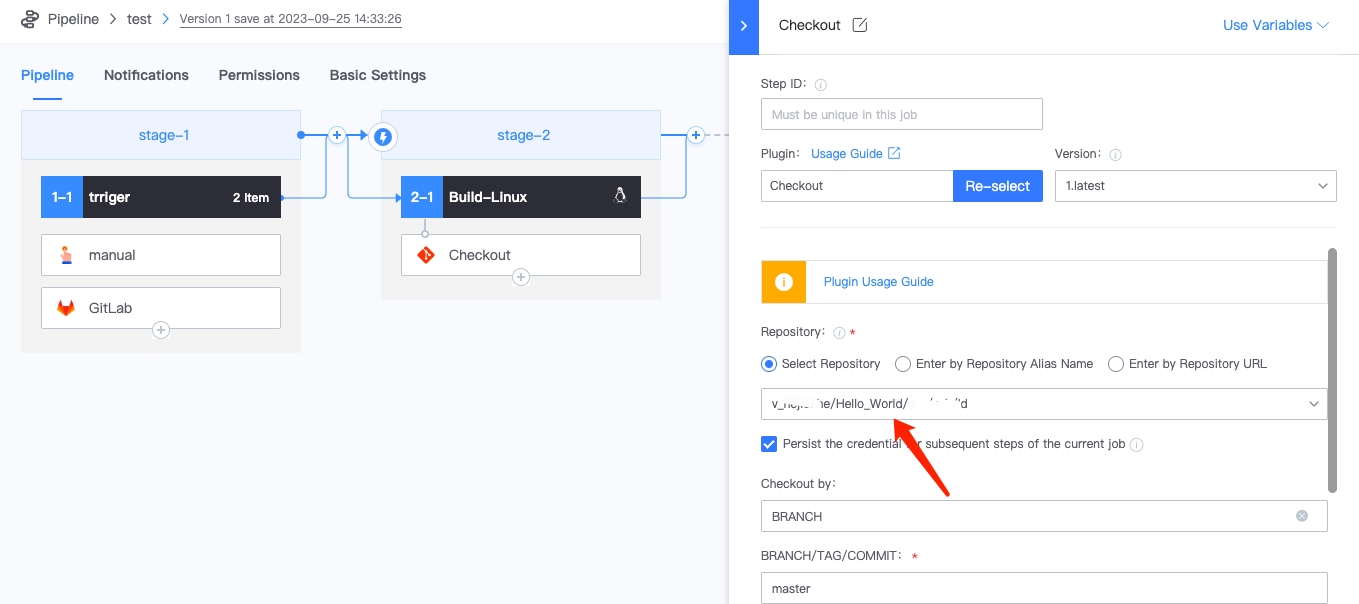 Pipeline > test > Version 1 save at 2023-09-25 14:33:26
Pipeline Notifications Permissions Basic Settings
stage-1
1-1 trriger 2 Item
manual
GitLab
stage-2
2-1 Build-Linux
Checkout
Checkout Use Variables
Step ID:
Must be unique in this job
Plugin: Usage Guide Version:
Checkout Re-select 1.latest
Plugin Usage Guide
Repository: *
Select Repository Enter by Repository Alias Name Enter by Repository URL
/Hello_World/
Persist the credential subsequent steps of the current job
Checkout by:
BRANCH
BRANCH/TAG/COMMIT: *
master